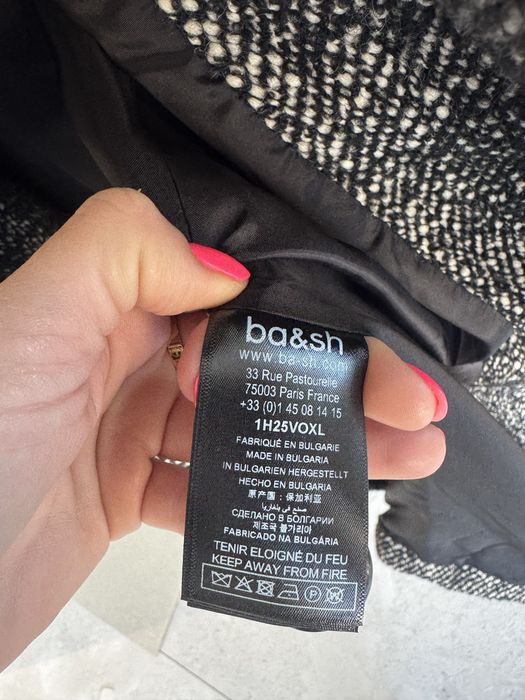 ba&sh
www.ba-sh.com
33 Rue Pastourelle
75003 Paris France
+33 (0)1 45 08 14 15
1H25VOXL
FABRIQUÉ EN BULGARIE
MADE IN BULGARIA
IN BULGARIEN HERGESTELLT
HECHO EN BULGARIA
原产国：保加利亚
صنع في بلغاريا
СДЕЛАНО В БОЛГАРИИ
제조국 불가리아
FABRICADO NA BULGÁRIA
TENIR ELOIGNÉ DU FEU
KEEP AWAY FROM FIRE